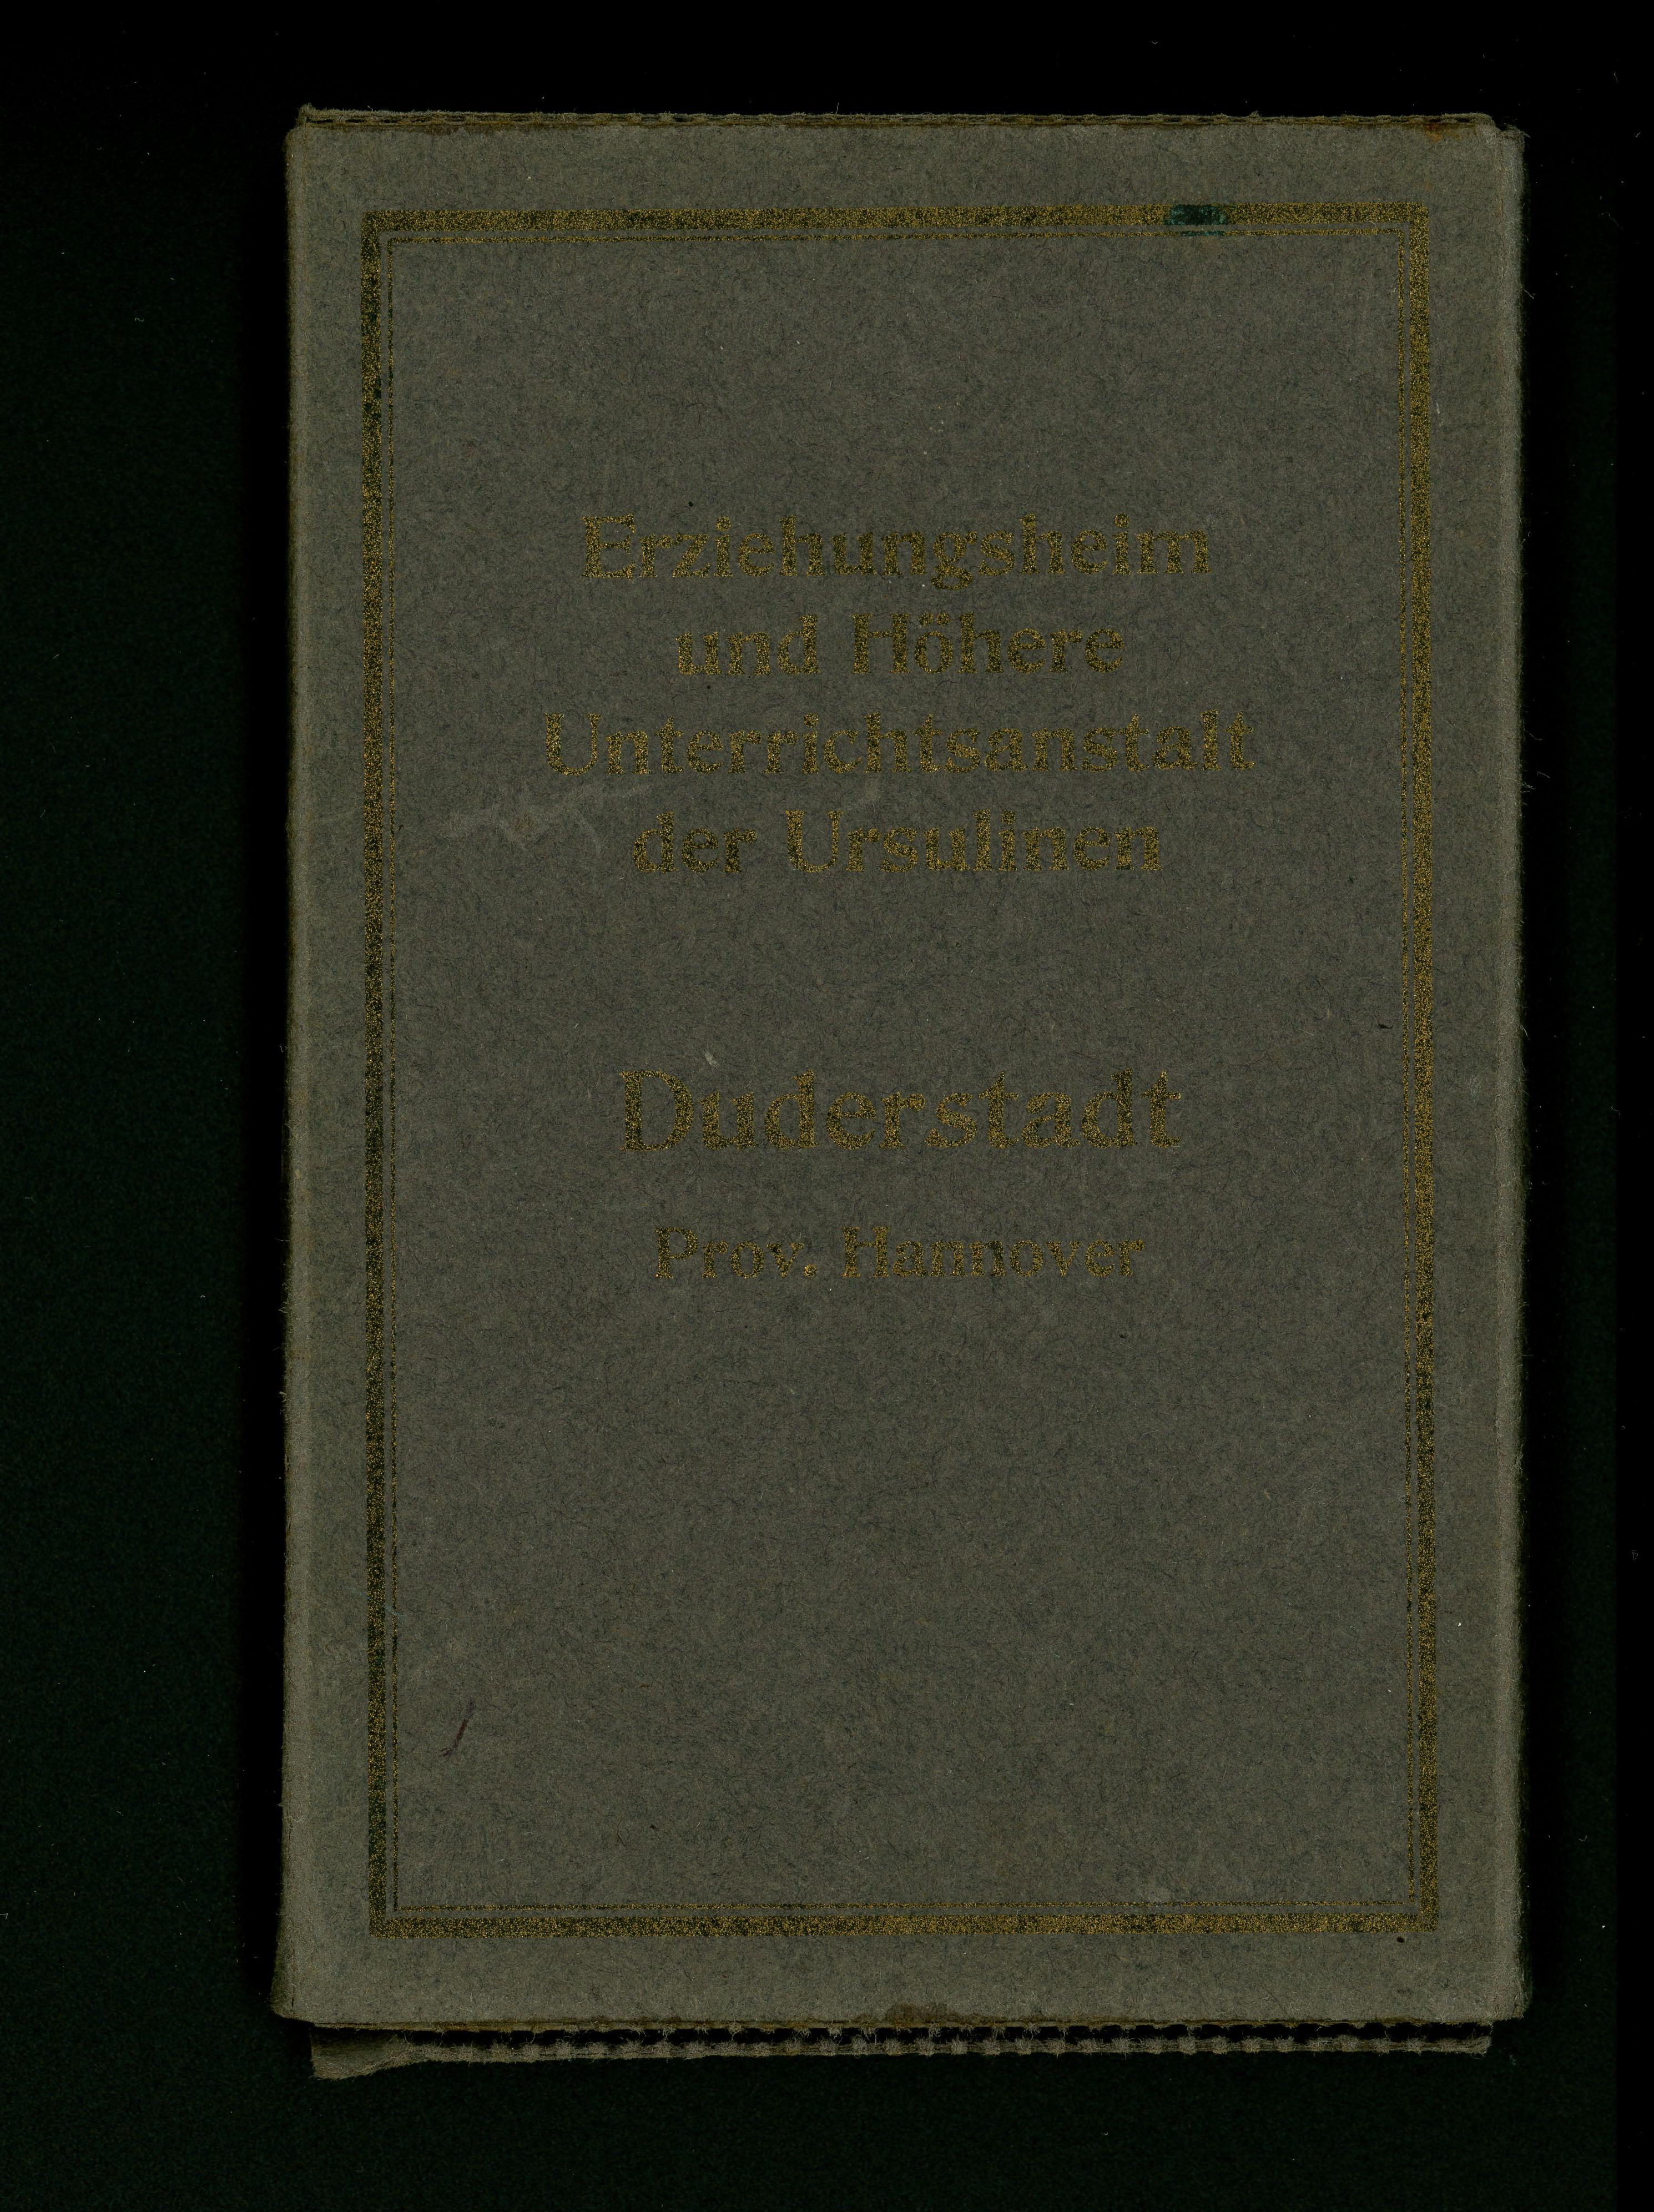 Erziehungsheim
und Höhere
Unterrichtsanstalt
der Ursulinen
Duderstadt
Prov. Hannover